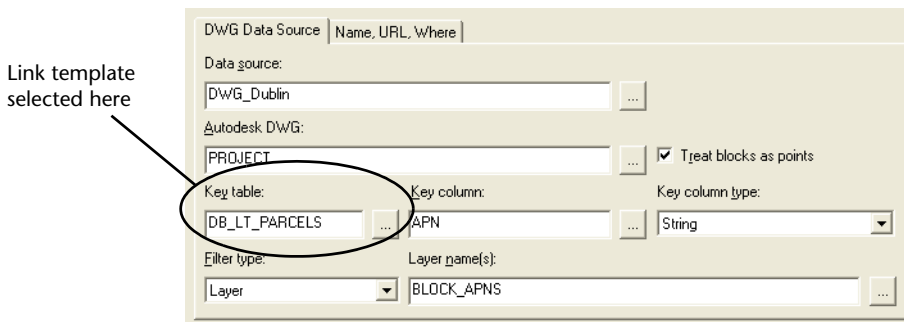 DWG Data Source Name, URL, Where
Link template
selected here
Data source:
DWG_Dublin ...
Autodesk DWG:
PROJECT ... Treat blocks as points
Key table: Key column: Key column type:
DB_LT_PARCELS ... APN ... String
Filter type: Layer name(s):
Layer BLOCK_APNS ...